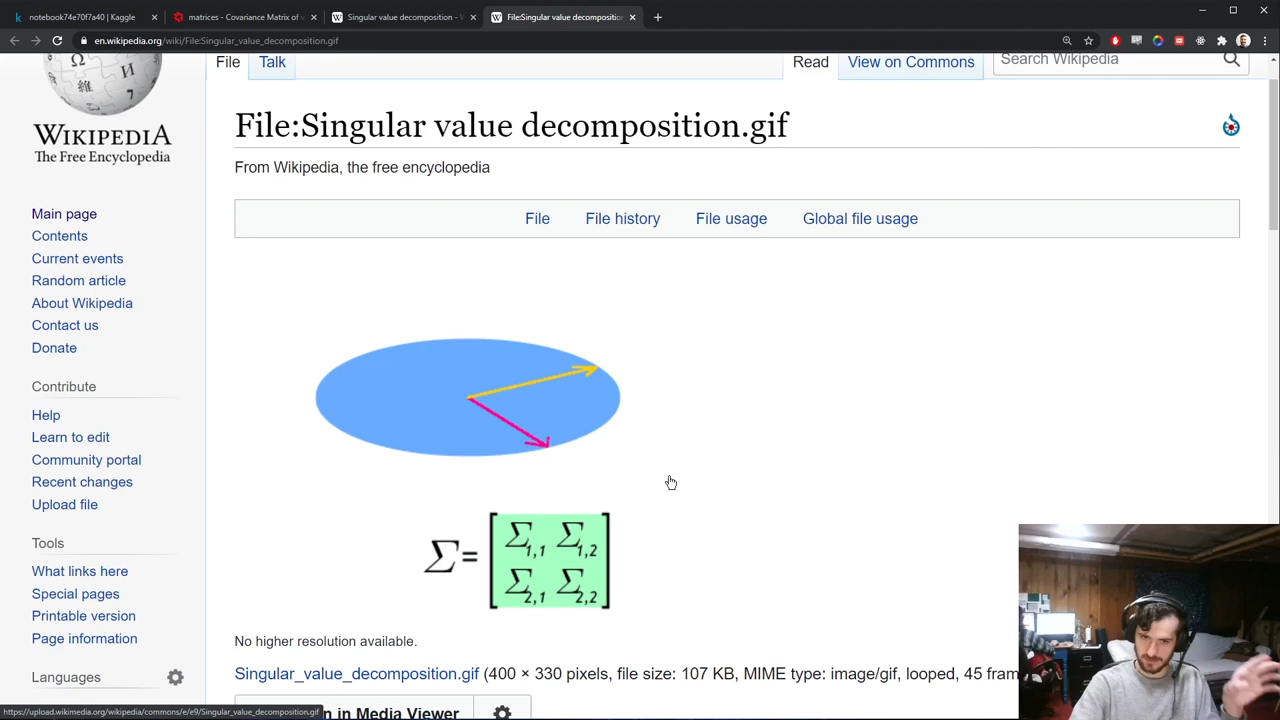 notebook74e70f7a40 | Kaggle
matrices - Covariance Matrix of v
Singular value decomposition -
File:Singular value decompositio
en.wikipedia.org/wiki/File:Singular_value_decomposition.gif
WIKIPEDIA
The Free Encyclopedia
File
Talk
Read
View on Commons
Search Wikipedia
File:Singular value decomposition.gif
From Wikipedia, the free encyclopedia
File
File history
File usage
Global file usage
Main page
Contents
Current events
Random article
About Wikipedia
Contact us
Donate
Contribute
Help
Learn to edit
Community portal
Recent changes
Upload file
Tools
What links here
Special pages
Printable version
Page information
Languages
Σ = [Σ1,1 Σ1,2
Σ2,1 Σ2,2]
No higher resolution available.
Singular_value_decomposition.gif (400 × 330 pixels, file size: 107 KB, MIME type: image/gif, looped, 45 fram
n in Media Viewer
https://upload.wikimedia.org/wikipedia/commons/e/e9/Singular_value_decomposition.gif